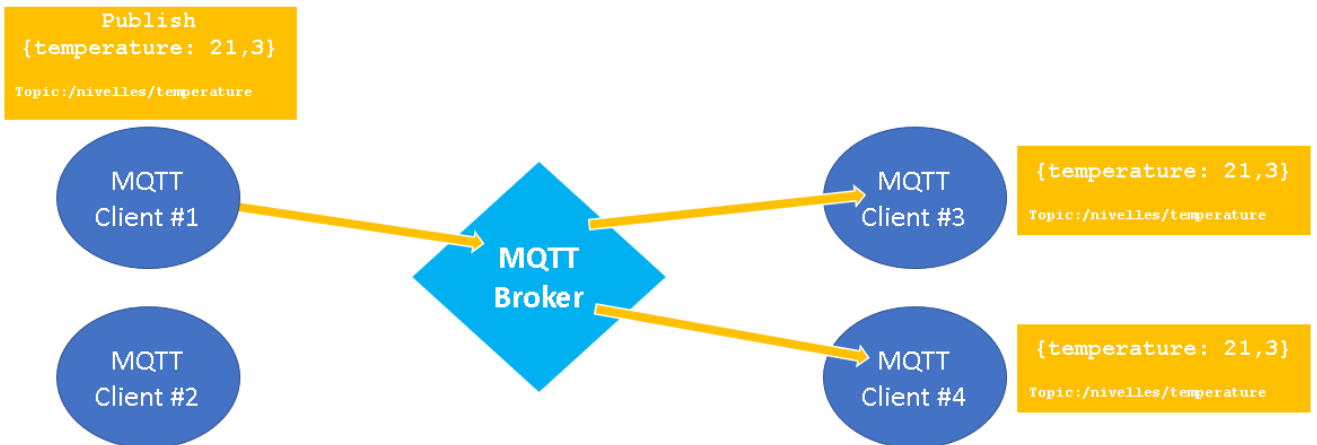 Publish
{temperature: 21,3}
Topic:/nivelles/temperature
MQTT
Client #1
MQTT
Client #2
MQTT
Broker
MQTT
Client #3
{temperature: 21,3}
Topic:/nivelles/temperature
MQTT
Client #4
{temperature: 21,3}
Topic:/nivelles/temperature